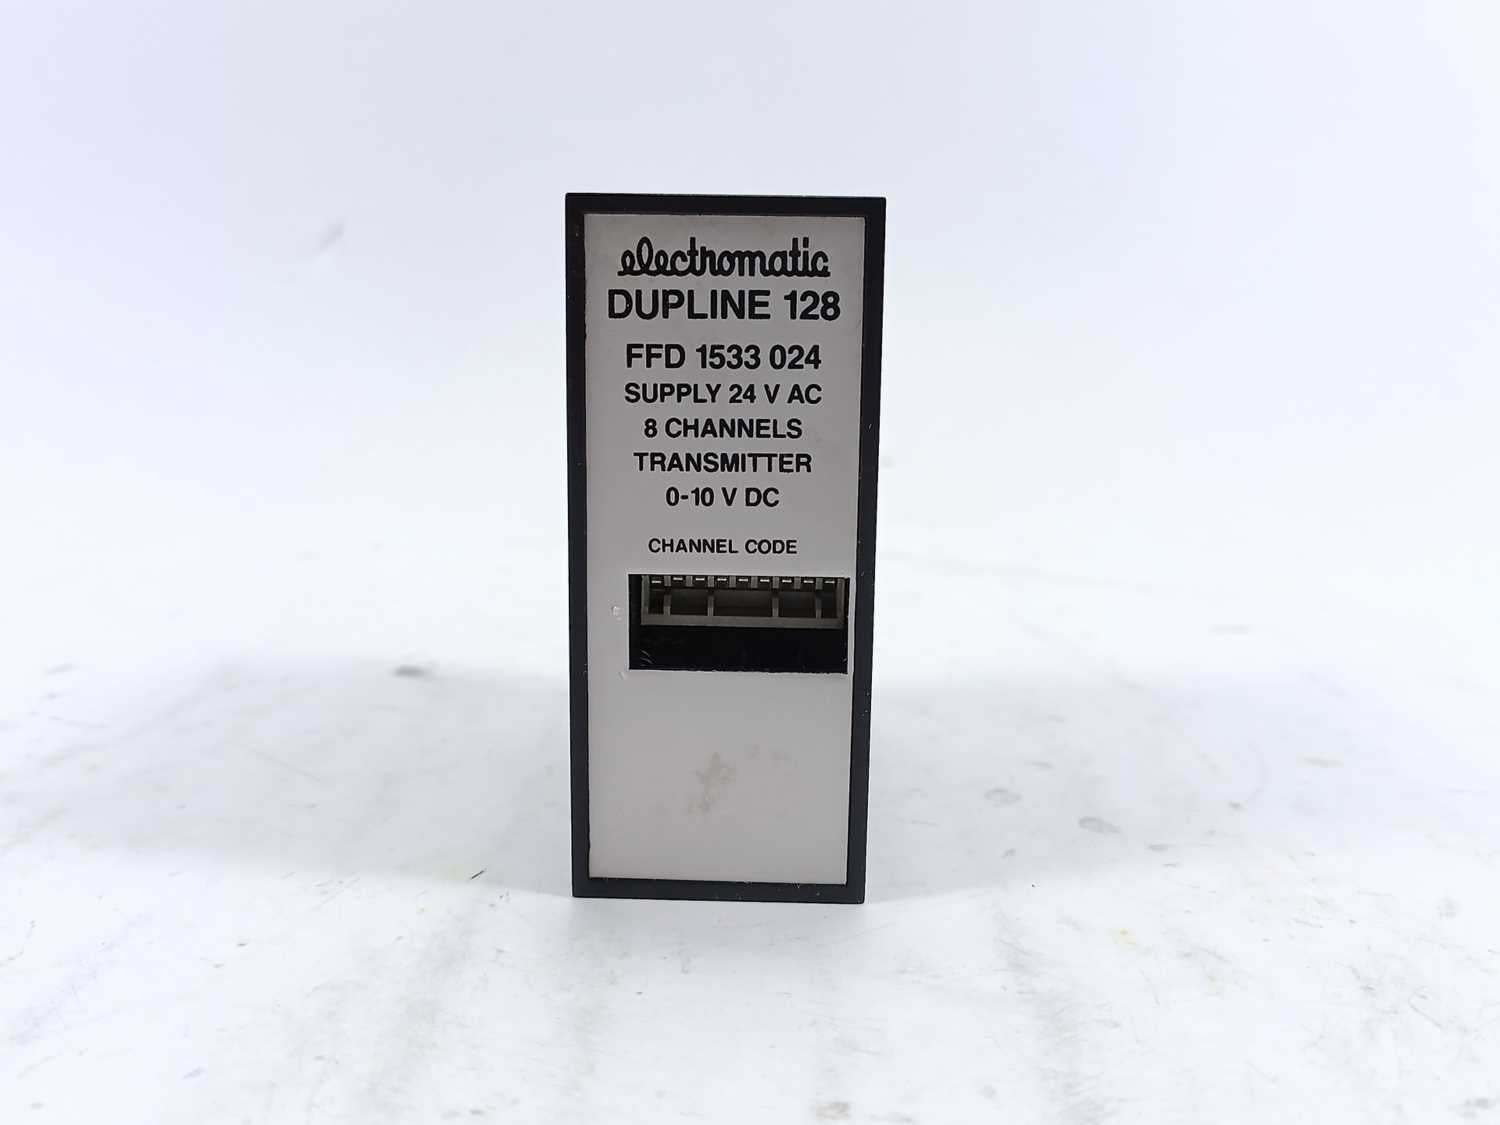 electromatic
DUPLINE 128
FFD 1533 024
SUPPLY 24 V AC
8 CHANNELS
TRANSMITTER
0-10 V DC
CHANNEL CODE